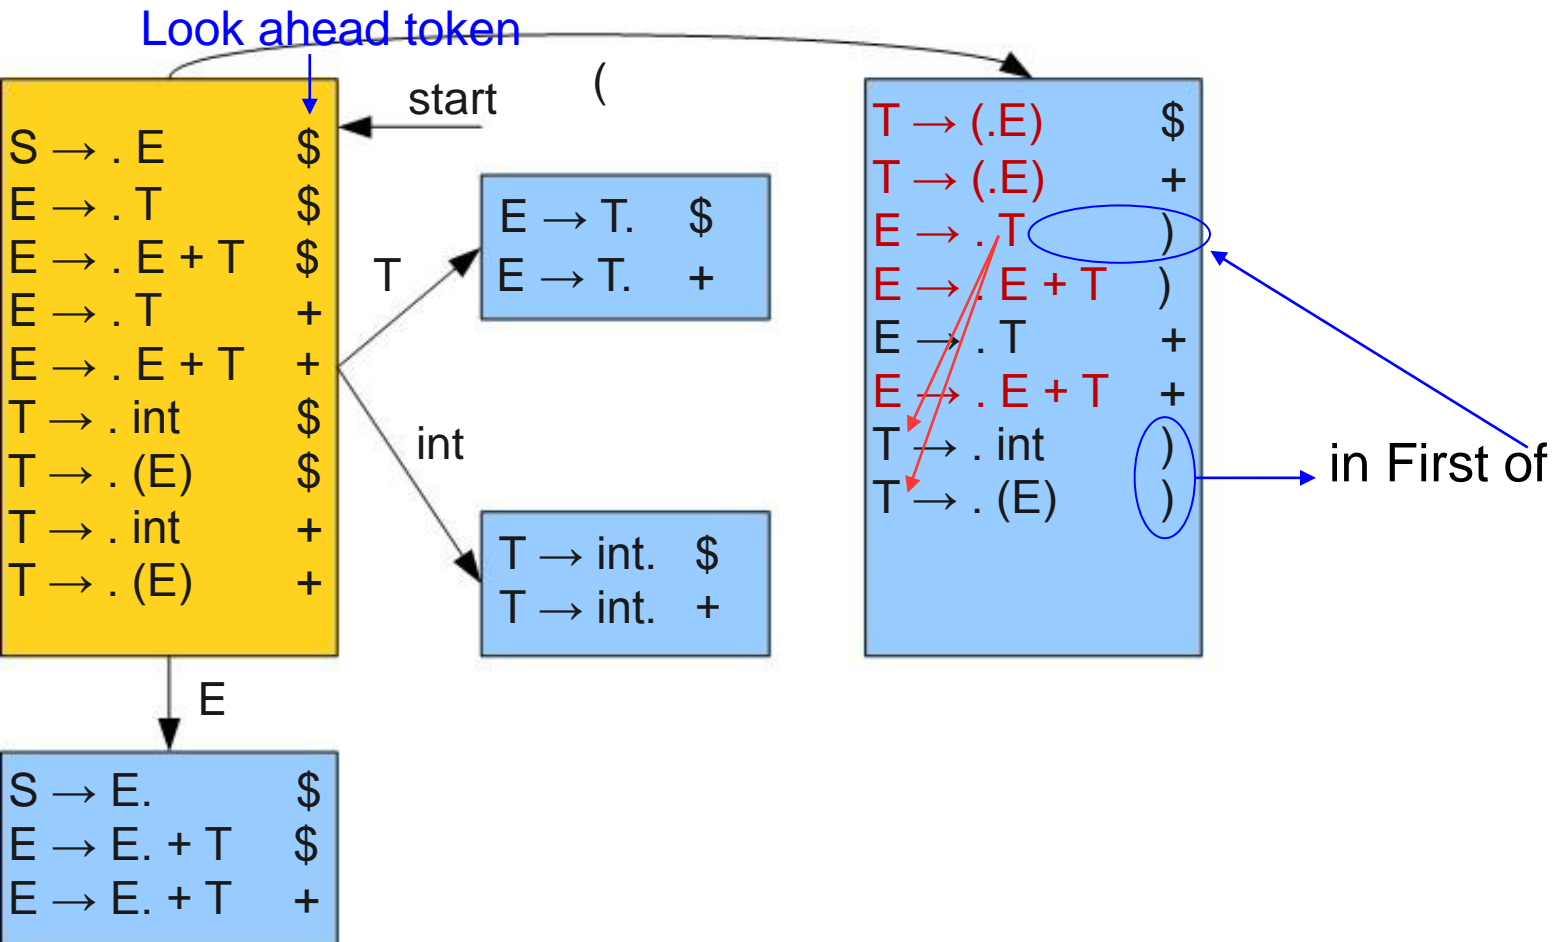 Look ahead token
start
(
S → . E $
E → . T $
E → . E + T $
E → . T +
E → . E + T +
T → . int $
T → . (E) $
T → . int +
T → . (E) +
T
E → T. $
E → T. +
int
T → int. $
T → int. +
E
S → E. $
E → E. + T $
E → E. + T +
T → (.E) $
T → (.E) +
E → . T )
E → . E + T )
E → . T +
E → . E + T +
T → . int )
T → . (E) )
in First of